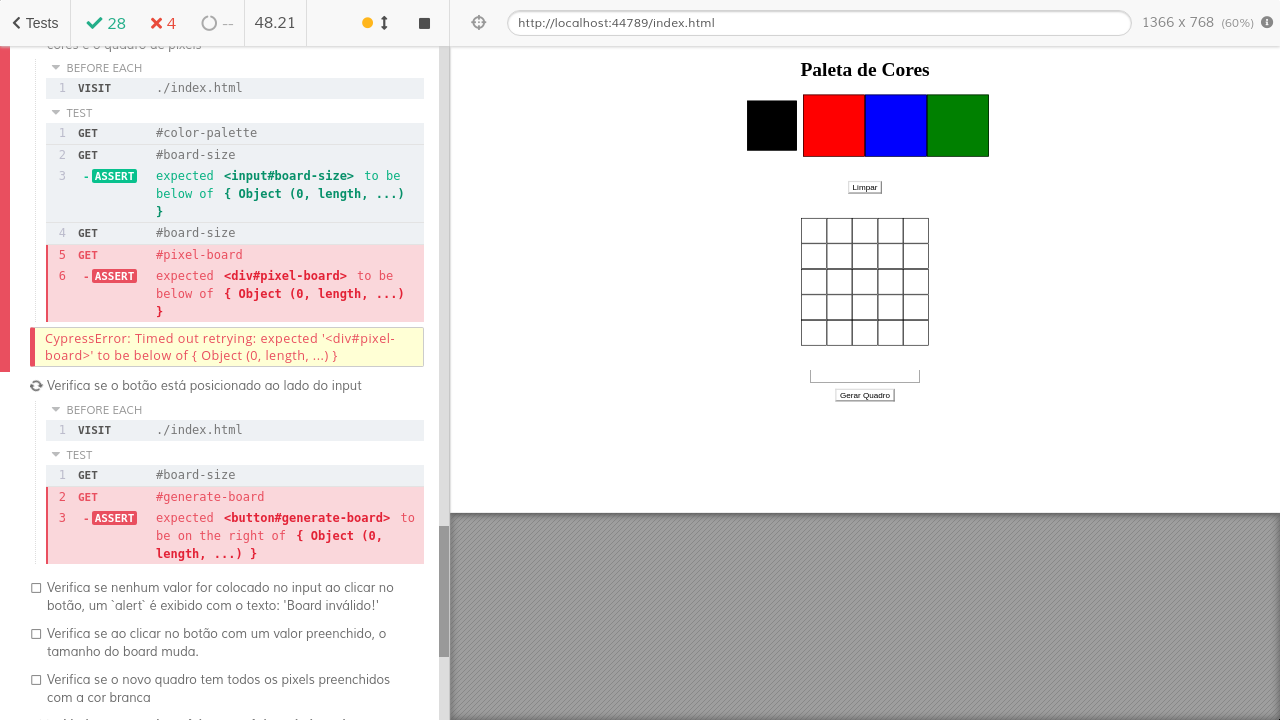 Tests 28 4 -- 48.21
http://localhost:44789/index.html 1366 x 768 (60%)
cores e o quadro de pixels
BEFORE EACH
1 VISIT ./index.html
TEST
1 GET #color-palette
2 GET #board-size
3 -ASSERT expected <input#board-size> to be
below of { Object (0, length, ...)
}
4 GET #board-size
5 GET #pixel-board
6 -ASSERT expected <div#pixel-board> to be
below of { Object (0, length, ...)
}
CypressError: Timed out retrying: expected '<div#pixel-
board>' to be below of { Object (0, length, ...) }
Verifica se o botão está posicionado ao lado do input
BEFORE EACH
1 VISIT ./index.html
TEST
1 GET #board-size
2 GET #generate-board
3 -ASSERT expected <button#generate-board> to
be on the right of { Object (0,
length, ...) }
Verifica se nenhum valor for colocado no input ao clicar no
botão, um `alert` é exibido com o texto: 'Board inválido!'
Verifica se ao clicar no botão com um valor preenchido, o
tamanho do board muda.
Verifica se o novo quadro tem todos os pixels preenchidos
com a cor branca
Paleta de Cores
Limpar
Gerar Quadro